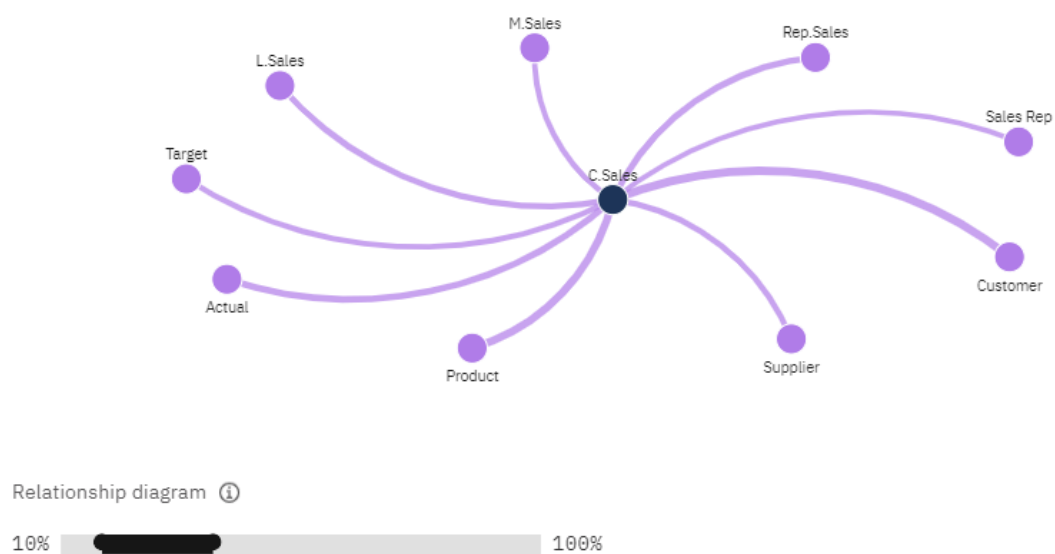 M.Sales
Rep.Sales
L.Sales
Sales Rep
Target
C.Sales
Customer
Actual
Supplier
Product
Relationship diagram
10% 100%